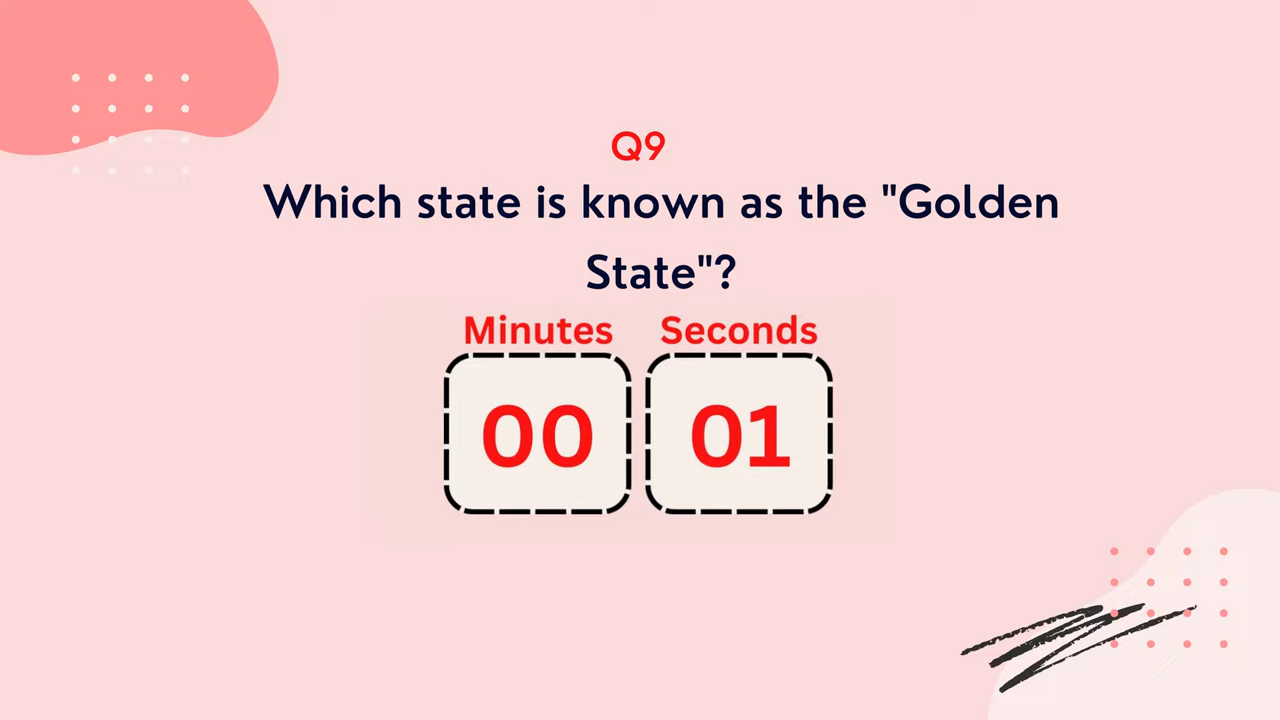 Q9
Which state is known as the "Golden
State"?
Minutes Seconds
00 01